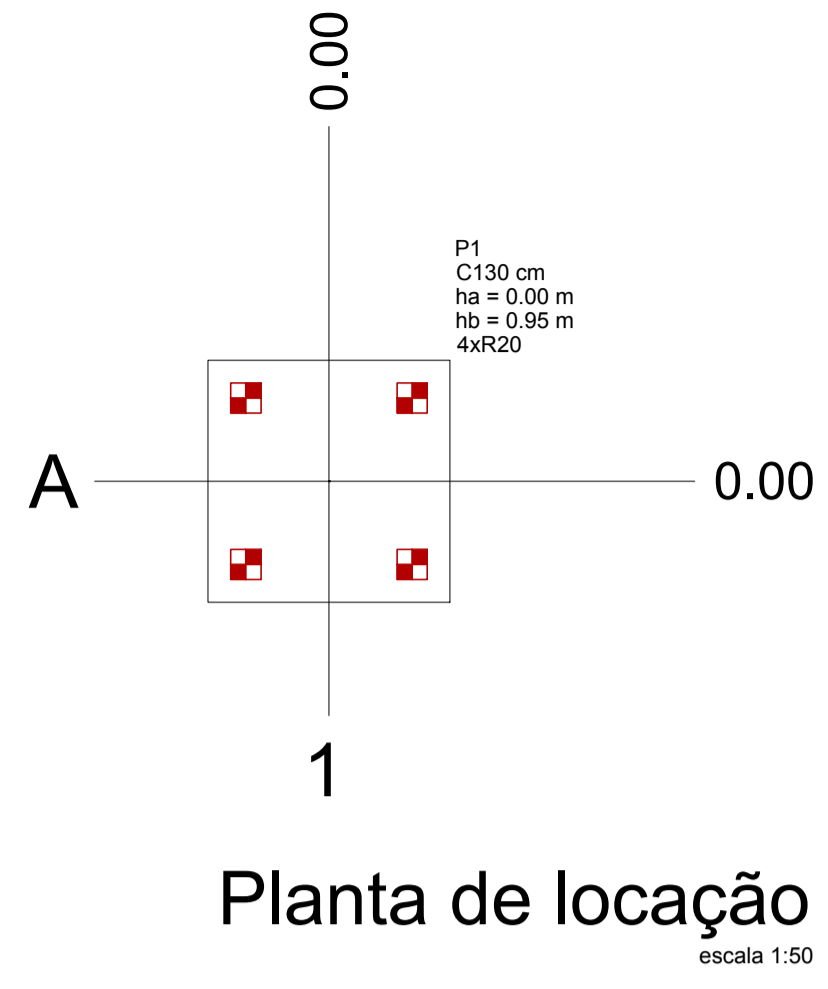 0.00
P1
C130 cm
ha = 0.00 m
hb = 0.95 m
4xR20
A
0.00
1
Planta de locação
escala 1:50